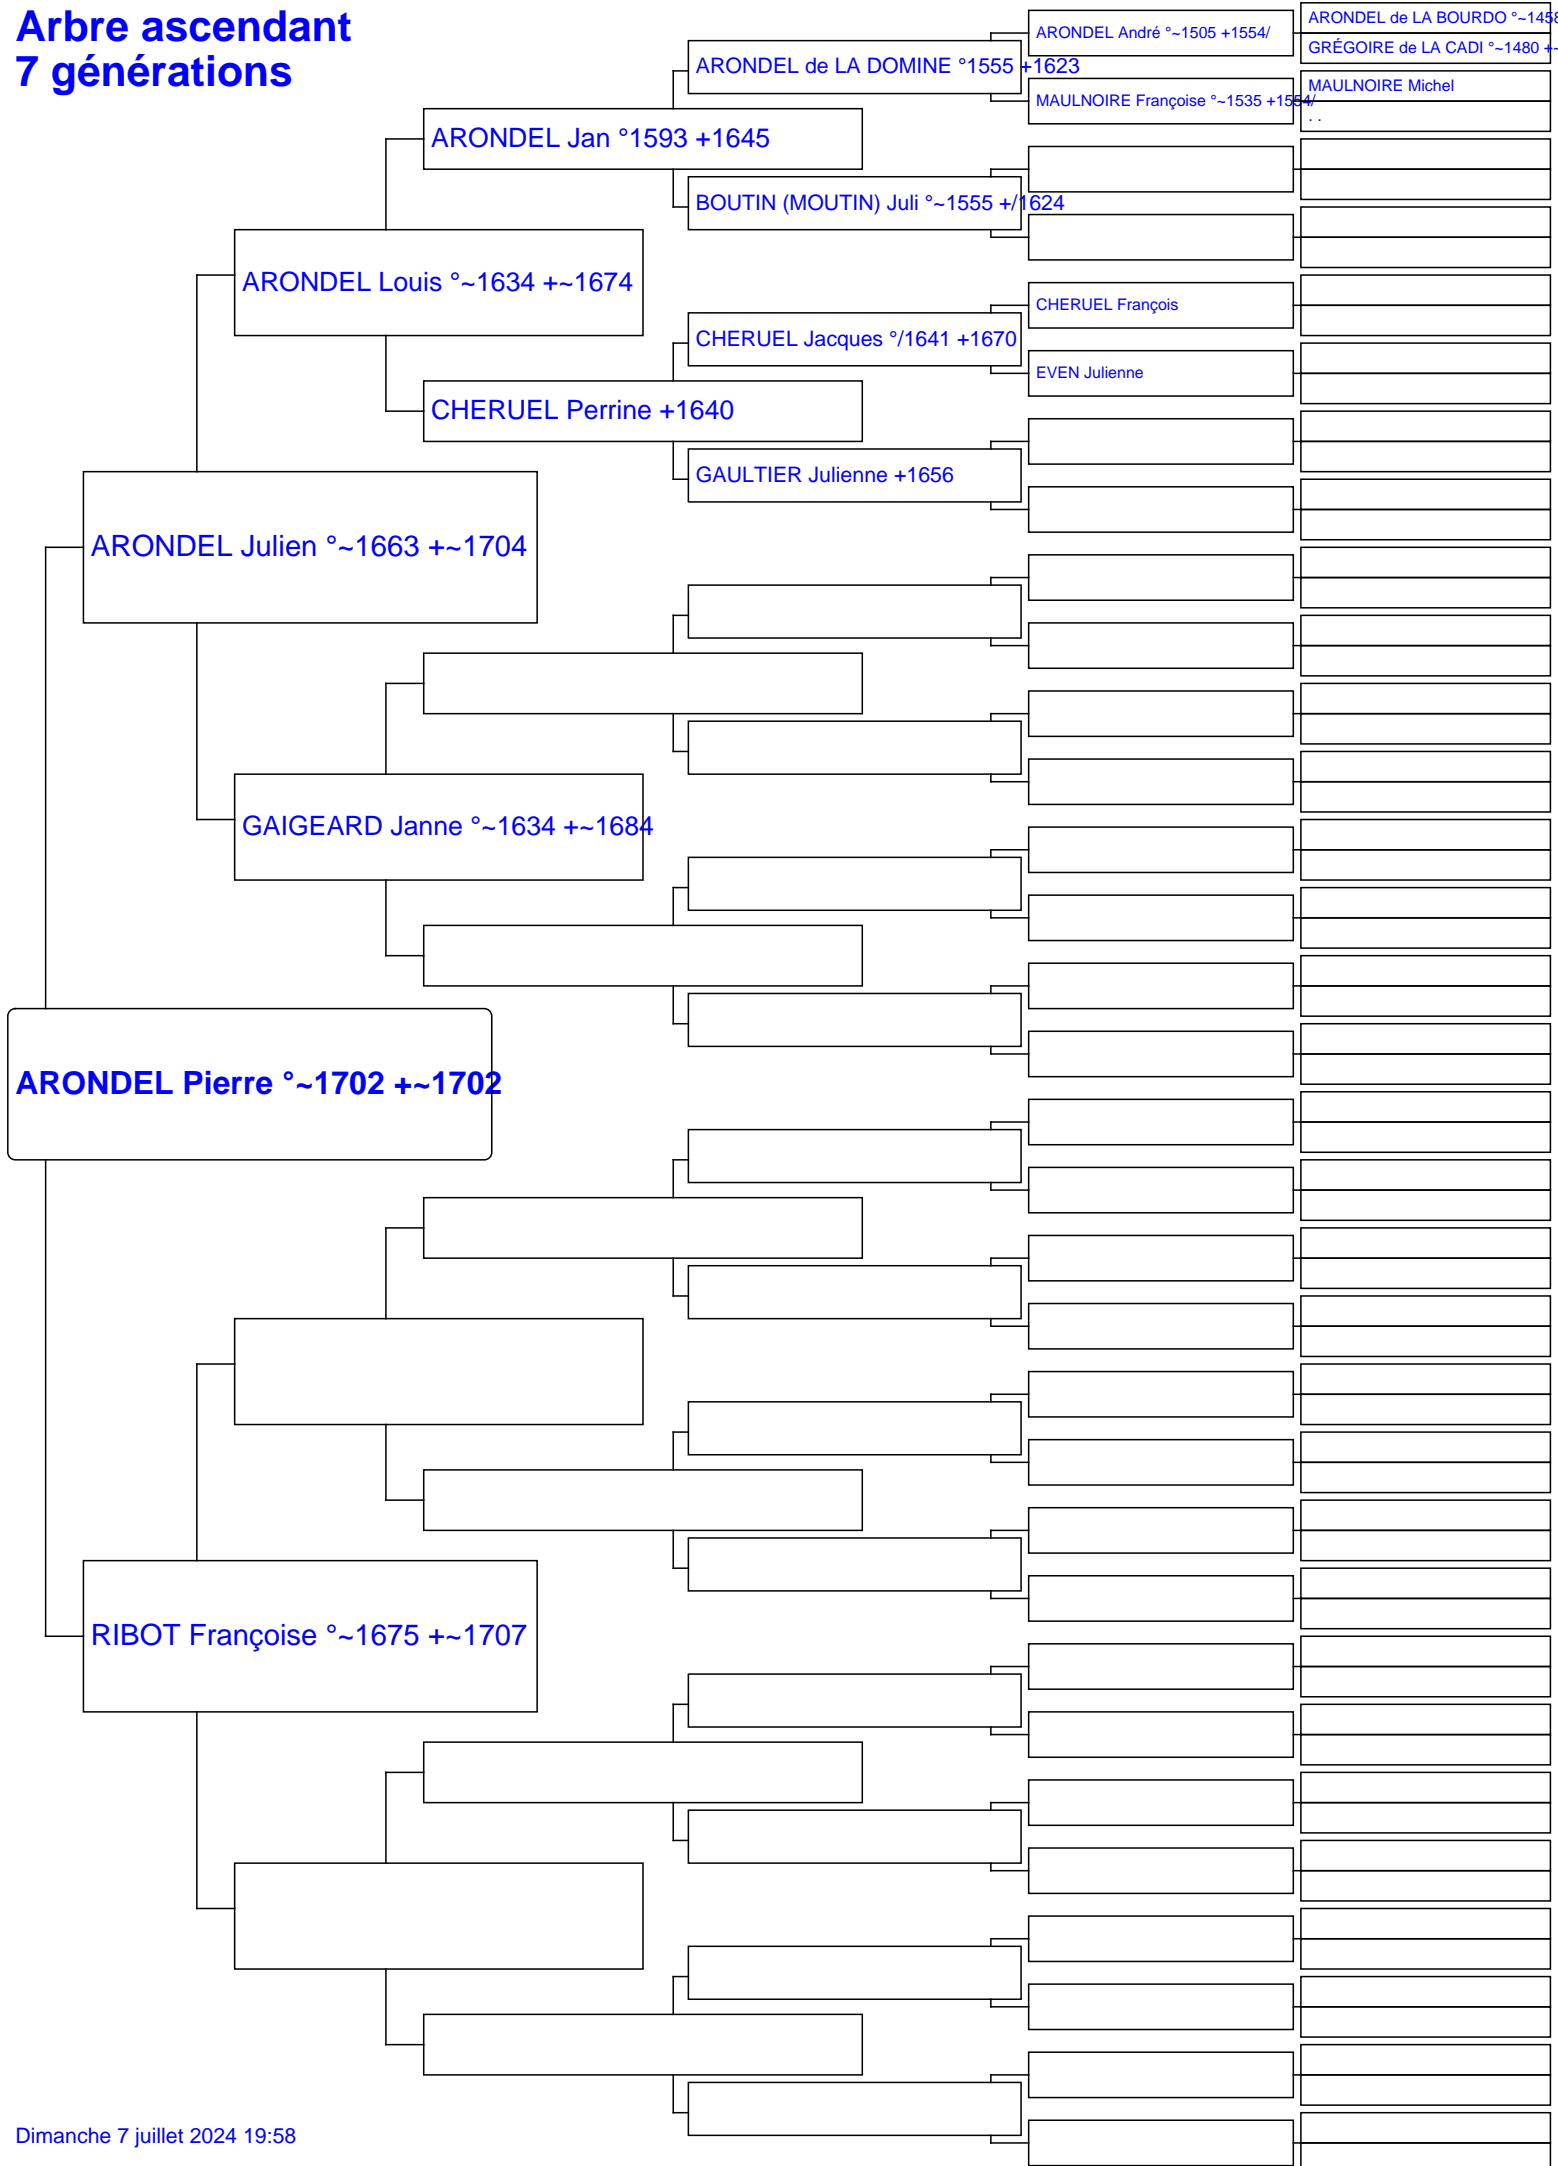 Arbre ascendant
7 générations
ARONDEL de LA BOURDO °~1458
ARONDEL André °~1505 +1554/
GRÉGOIRE de LA CADI °~1480 +~
ARONDEL de LA DOMINE °1555 +1623
MAULNOIRE Michel
MAULNOIRE Françoise °~1535 +1554/
. .
ARONDEL Jan °1593 +1645
BOUTIN (MOUTIN) Juli °~1555 +/1624
ARONDEL Louis °~1634 +~1674
CHERUEL François
CHERUEL Jacques °/1641 +1670
EVEN Julienne
CHERUEL Perrine +1640
GAULTIER Julienne +1656
ARONDEL Julien °~1663 +~1704
GAIGEARD Janne °~1634 +~1684
ARONDEL Pierre °~1702 +~1702
RIBOT Françoise °~1675 +~1707
Dimanche 7 juillet 2024 19:58